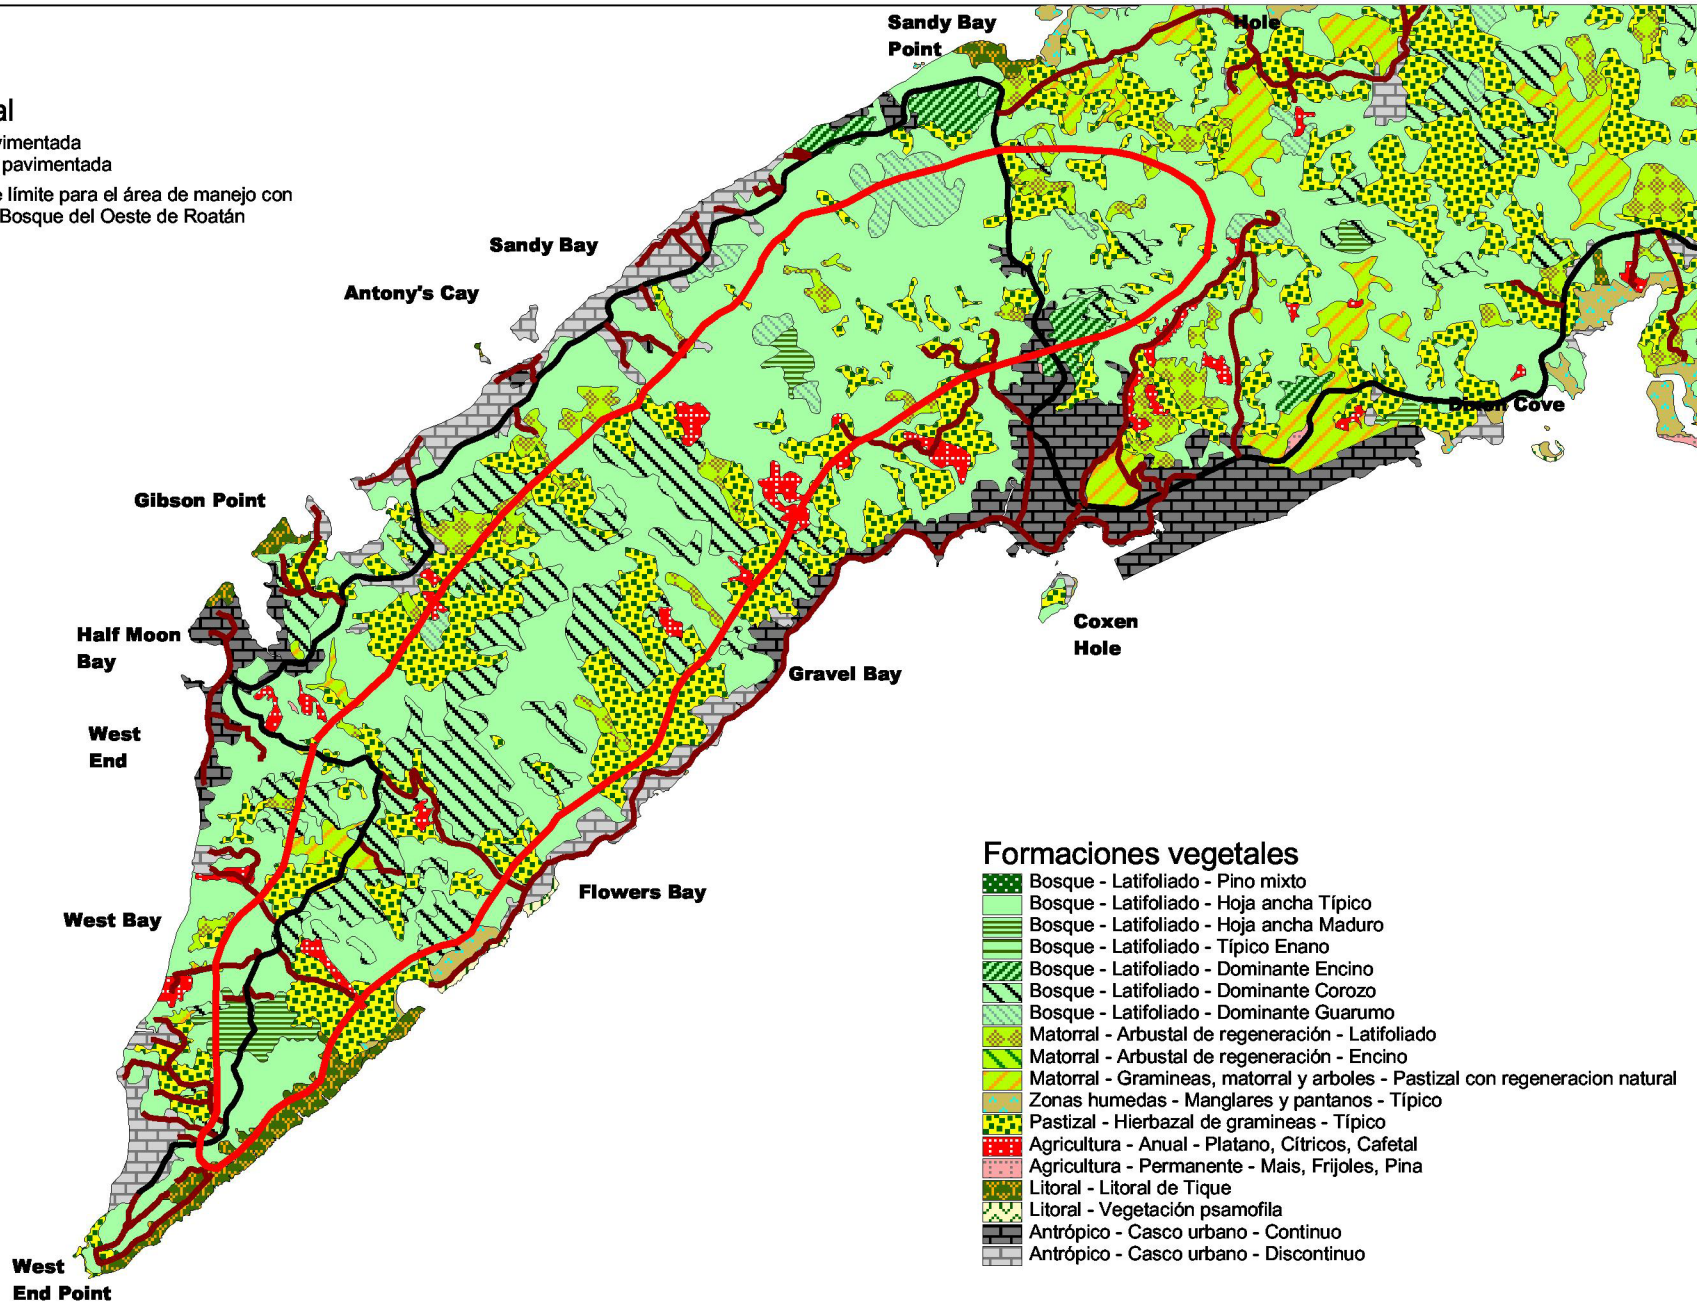 al
vimentada
pavimentada
e límite para el área de manejo con
Bosque del Oeste de Roatán
Sandy Bay
Point
Hole
Sandy Bay
Antony's Cay
Gibson Point
Half Moon
Bay
West
End
West Bay
West
End Point
Flowers Bay
Gravel Bay
Coxen
Hole
Dixon Cove
Formaciones vegetales
Bosque - Latifoliado - Pino mixto
Bosque - Latifoliado - Hoja ancha Típico
Bosque - Latifoliado - Hoja ancha Maduro
Bosque - Latifoliado - Típico Enano
Bosque - Latifoliado - Dominante Encino
Bosque - Latifoliado - Dominante Corozo
Bosque - Latifoliado - Dominante Guarumo
Matorral - Arbustal de regeneración - Latifoliado
Matorral - Arbustal de regeneración - Encino
Matorral - Gramineas, matorral y arboles - Pastizal con regeneracion natural
Zonas humedas - Manglares y pantanos - Típico
Pastizal - Hierbazal de gramineas - Típico
Agricultura - Anual - Platano, Cítricos, Cafetal
Agricultura - Permanente - Mais, Frijoles, Pina
Litoral - Litoral de Tique
Litoral - Vegetación psamofila
Antrópico - Casco urbano - Continuo
Antrópico - Casco urbano - Discontinuo